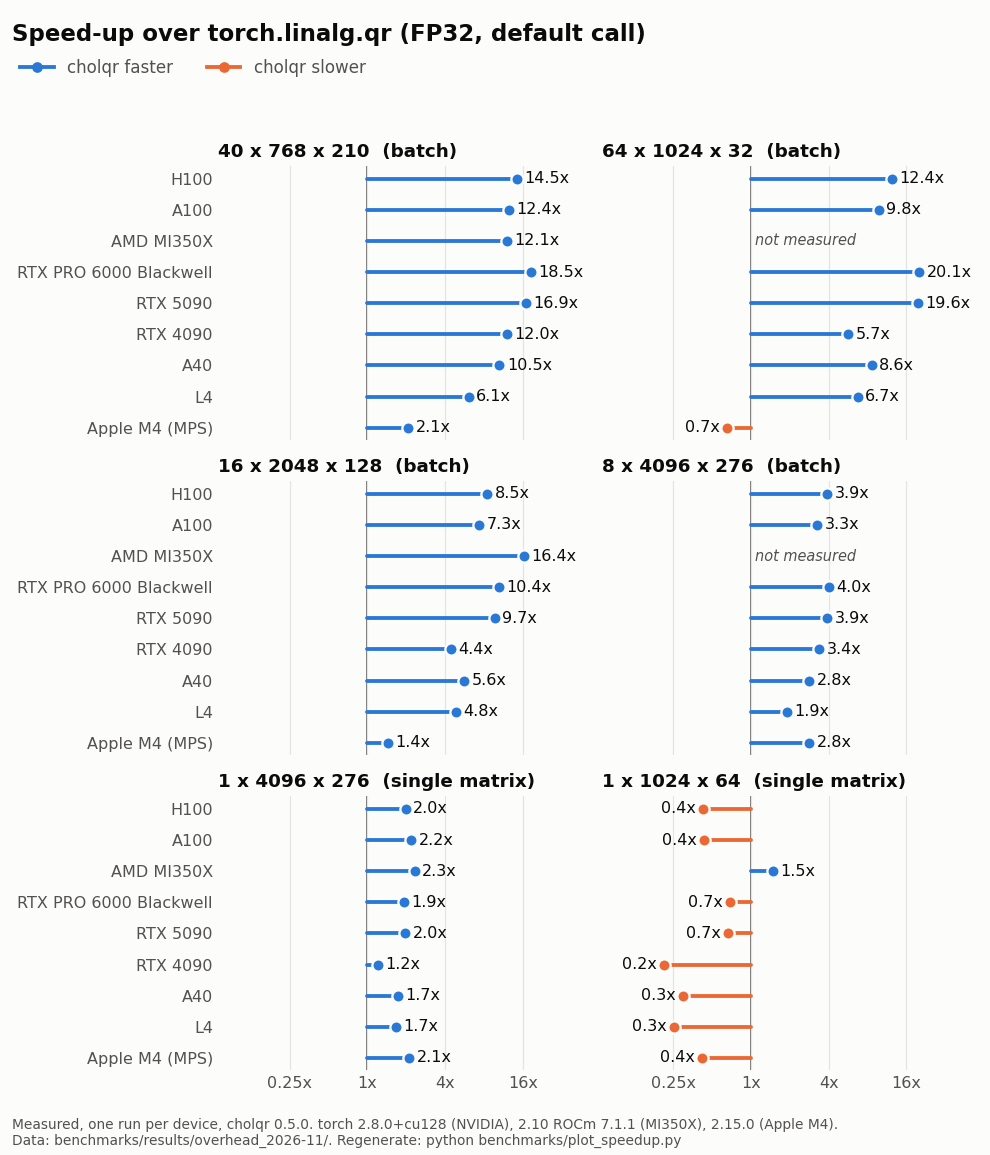 Speed-up over torch.linalg.qr (FP32, default call)
cholqr faster cholqr slower
40 x 768 x 210 (batch)
H100 14.5x
A100 12.4x
AMD MI350X 12.1x
RTX PRO 6000 Blackwell 18.5x
RTX 5090 16.9x
RTX 4090 12.0x
A40 10.5x
L4 6.1x
Apple M4 (MPS) 2.1x
64 x 1024 x 32 (batch)
12.4x
9.8x
not measured
20.1x
19.6x
5.7x
8.6x
6.7x
0.7x
16 x 2048 x 128 (batch)
H100 8.5x
A100 7.3x
AMD MI350X 16.4x
RTX PRO 6000 Blackwell 10.4x
RTX 5090 9.7x
RTX 4090 4.4x
A40 5.6x
L4 4.8x
Apple M4 (MPS) 1.4x
8 x 4096 x 276 (batch)
3.9x
3.3x
not measured
4.0x
3.9x
3.4x
2.8x
1.9x
2.8x
1 x 4096 x 276 (single matrix)
H100 2.0x
A100 2.2x
AMD MI350X 2.3x
RTX PRO 6000 Blackwell 1.9x
RTX 5090 2.0x
RTX 4090 1.2x
A40 1.7x
L4 1.7x
Apple M4 (MPS) 2.1x
0.25x 1x 4x 16x
1 x 1024 x 64 (single matrix)
0.4x
0.4x
1.5x
0.7x
0.7x
0.2x
0.3x
0.3x
0.4x
0.25x 1x 4x 16x
Measured, one run per device, cholqr 0.5.0. torch 2.8.0+cu128 (NVIDIA), 2.10 ROCm 7.1.1 (MI350X), 2.15.0 (Apple M4).
Data: benchmarks/results/overhead_2026-11/. Regenerate: python benchmarks/plot_speedup.py